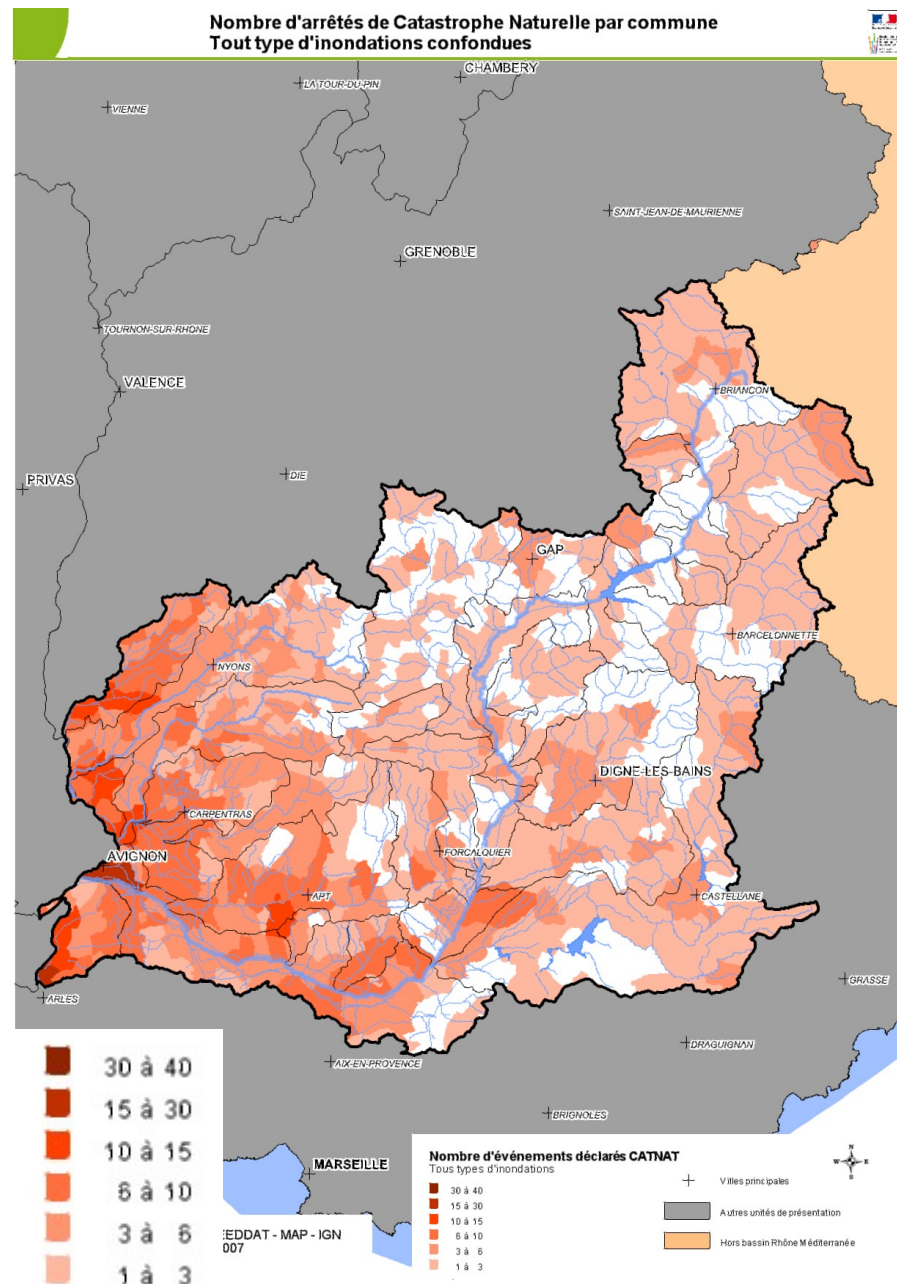 Nombre d'arrêtés de Catastrophe Naturelle par commune
Tout type d'inondations confondues
CHAMBERY
LA TOUR-DU-PIN
VIENNE
SAINT-JEAN-DE-MAURIENNE
GRENOBLE
TOURNON-SUR-RHONE
VALENCE
BRIANCON
PRIVAS
DIE
GAP
BARCELONNETTE
NYONS
DIGNE-LES-BAINS
CARPENTRAS
AVIGNON
FORCALQUIER
APT
CASTELLANE
GRASSE
ARLES
DRAGUIGNAN
AIX-EN-PROVENCE
BRIGNOLES
MARSEILLE
30 à 40
15 à 30
10 à 15
6 à 10
3 à 6
1 à 3
EEDDAT - MAP - IGN
007
Nombre d'événements déclarés CATNAT
Tous types d'inondations
30 à 40
15 à 30
10 à 15
6 à 10
3 à 6
1 à 3
Villes principales
Autres unités de présentation
Hors bassin Rhône Méditerranée
N
W E
S